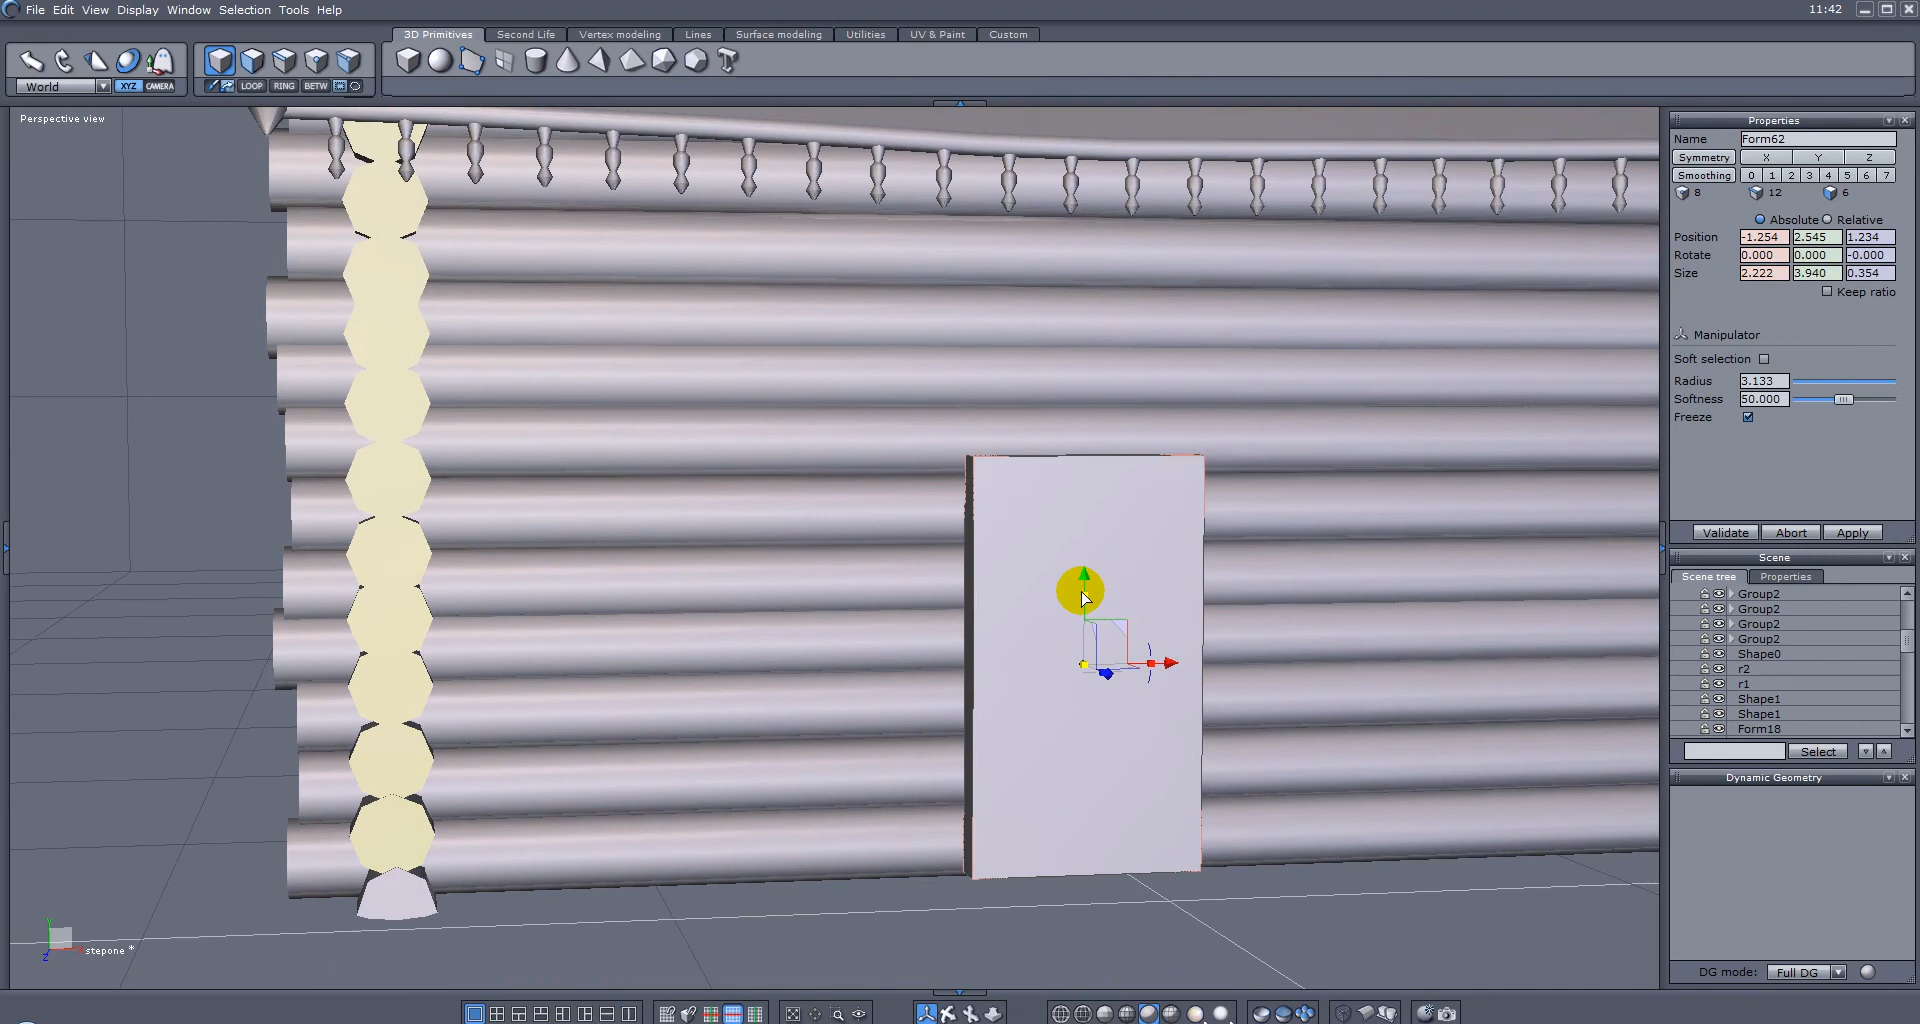 File Edit View Display Window Selection Tools Help 11:42
3D Primitives Second Life Vertex modeling Lines Surface modeling Utilities UV & Paint Custom
World XYZ CAMERA LOOP RING BETW
Perspective view
Properties
Name Form62
Symmetry X Y Z
Smoothing 0 1 2 3 4 5 6 7
8 12 6
Absolute Relative
Position -1.254 2.545 1.234
Rotate 0.000 0.000 -0.000
Size 2.222 3.940 0.354
Keep ratio
Manipulator
Soft selection
Radius 3.133
Softness 50.000
Freeze
Validate Abort Apply
Scene
Scene tree Properties
Group2
Group2
Group2
Group2
Shape0
r2
r1
Shape1
Shape1
Form18
Select
Dynamic Geometry
Y
X
Z
stepone *
DG mode: Full DG